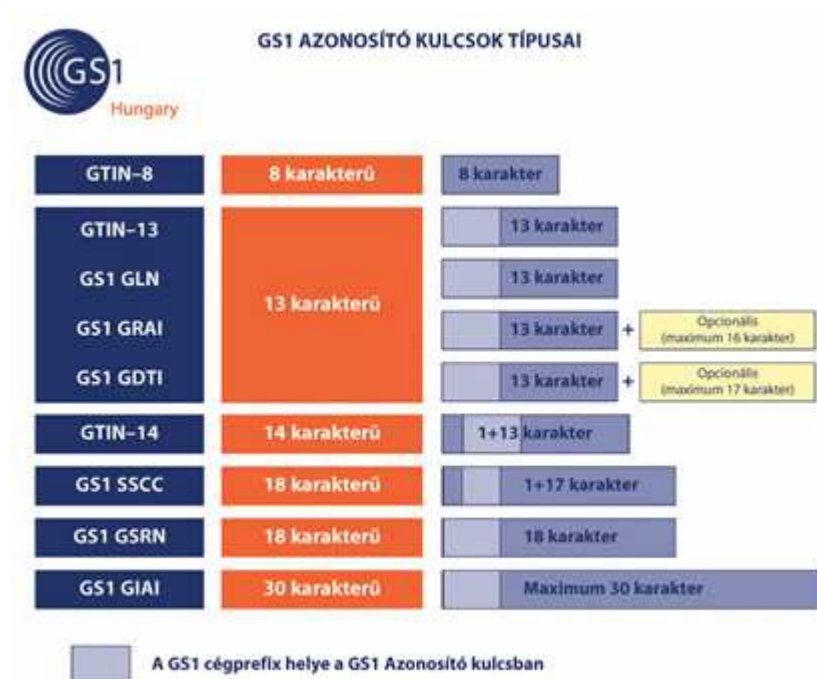 GS1 AZONOSÍTÓ KULCSOK TÍPUSAI
GS1
Hungary
GTIN–8 8 karakterű 8 karakter
GTIN–13 13 karakter
GS1 GLN 13 karakter
13 karakterű
GS1 GRAI 13 karakter + Opcionális
(maximum 16 karakter)
GS1 GDTI 13 karakter + Opcionális
(maximum 17 karakter)
GTIN–14 14 karakterű 1+13 karakter
GS1 SSCC 18 karakterű 1+17 karakter
GS1 GSRN 18 karakterű 18 karakter
GS1 GIAI 30 karakterű Maximum 30 karakter
A GS1 cégprefix helye a GS1 Azonosító kulcsban